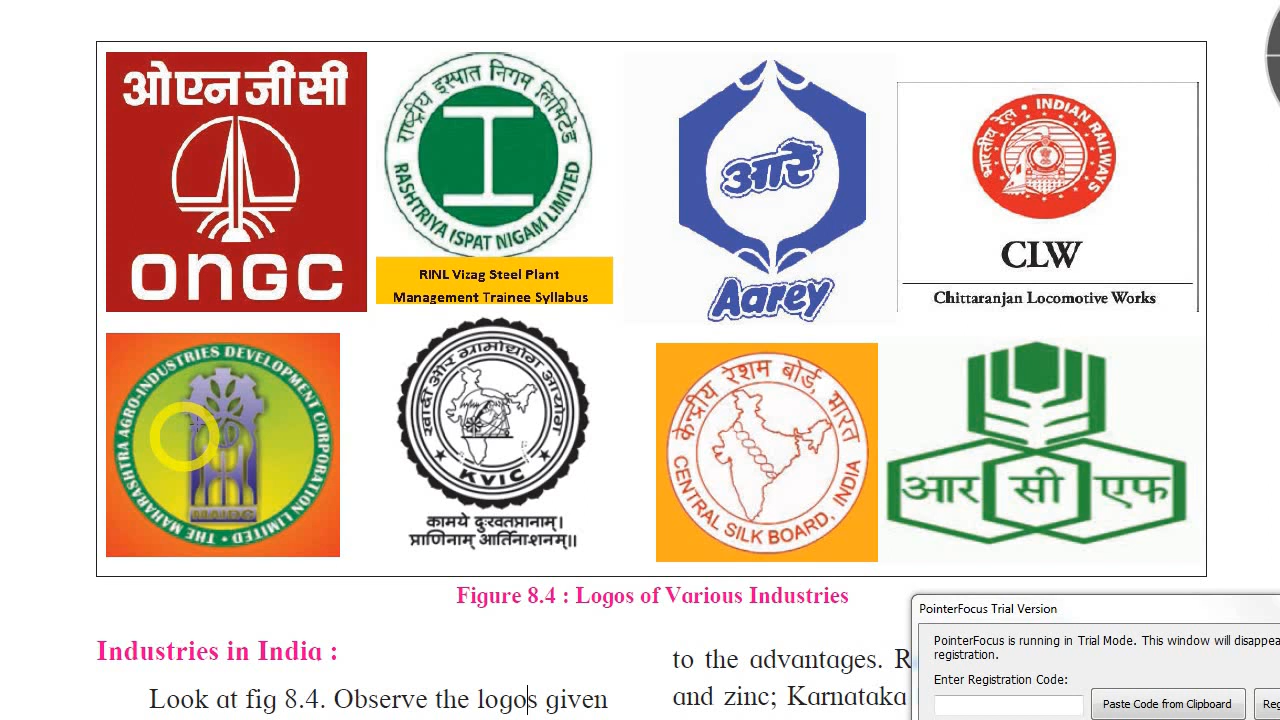 ओएनजीसी
ongc
राष्ट्रीय इस्पात निगम लिमिटेड
RASHTRIYA ISPAT NIGAM LIMITED
RINL Vizag Steel Plant
Management Trainee Syllabus
आरे
Aarey
भारतीय रेल • INDIAN RAILWAYS
CLW
Chittaranjan Locomotive Works
THE MAHARASHTRA AGRO-INDUSTRIES DEVELOPMENT CORPORATION LIMITED •
MAIDC
खादी और ग्रामोद्योग आयोग
KVIC
कामये दुःखतप्तानाम्।
प्राणिनाम् आर्तिनाशनम्॥
केन्द्रीय रेशम बोर्ड, भारत
CENTRAL SILK BOARD, INDIA
आर सी एफ
Figure 8.4 : Logos of Various Industries
Industries in India :
Look at fig 8.4. Observe the logos given
to the advantages. R
and zinc; Karnataka
PointerFocus Trial Version
PointerFocus is running in Trial Mode. This window will disappea
registration.
Enter Registration Code:
Paste Code from Clipboard
Reg